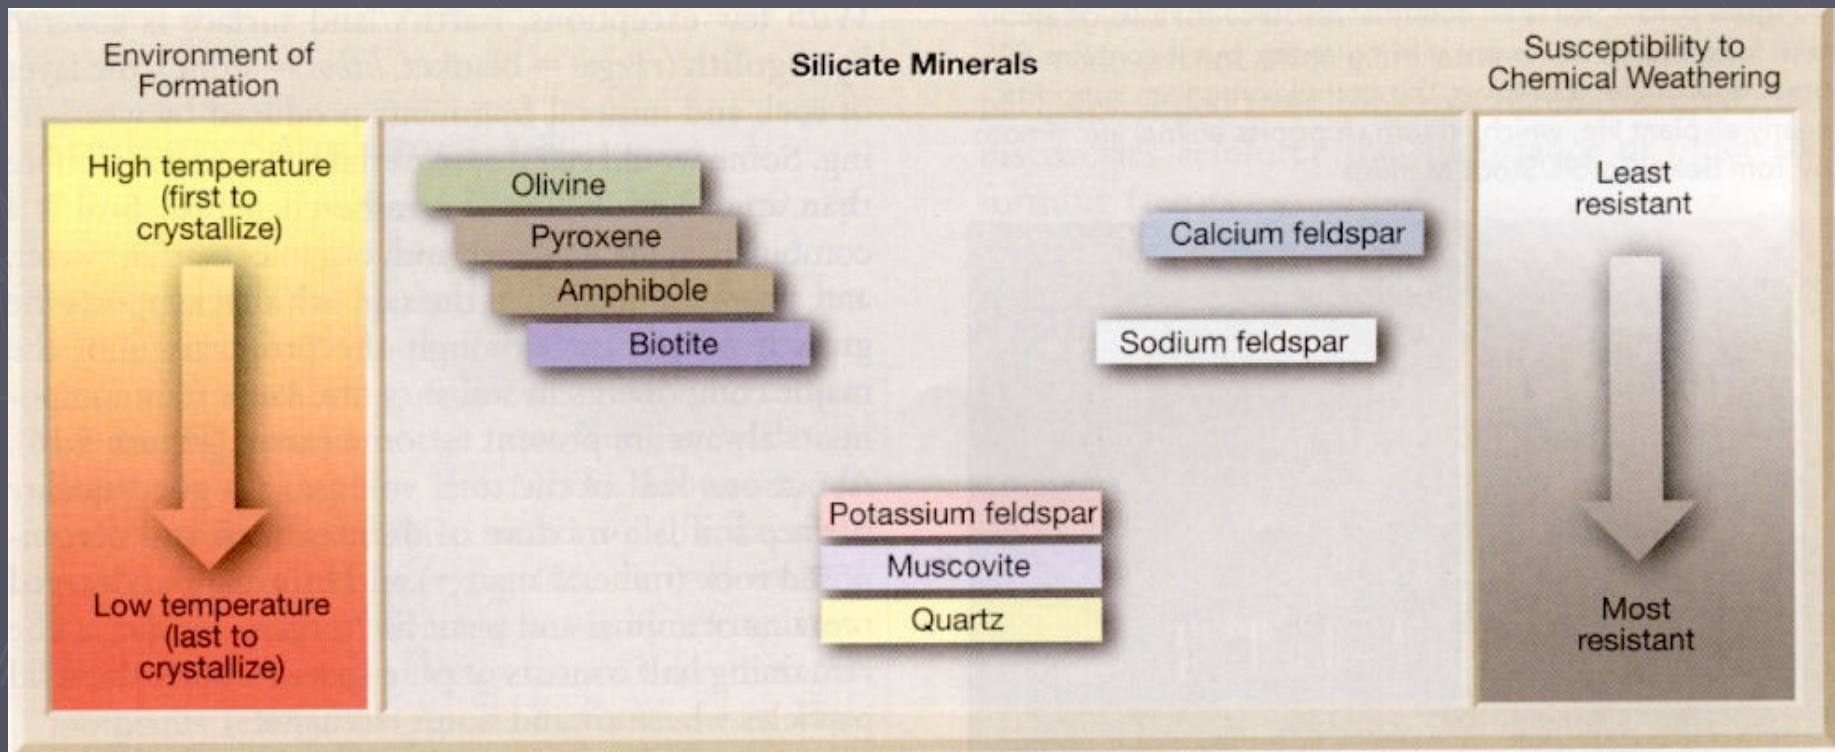 Environment of
Formation
Silicate Minerals
Susceptibility to
Chemical Weathering
High temperature
(first to
crystallize)
Low temperature
(last to
crystallize)
Olivine
Pyroxene
Amphibole
Biotite
Calcium feldspar
Sodium feldspar
Potassium feldspar
Muscovite
Quartz
Least
resistant
Most
resistant